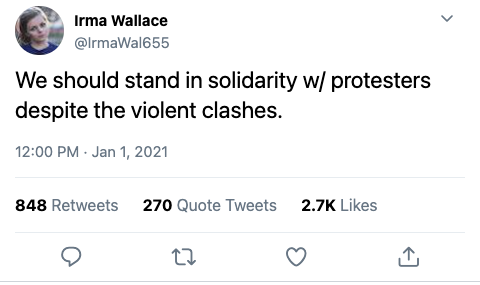 Irma Wallace
@IrmaWal655
We should stand in solidarity w/ protesters
despite the violent clashes.
12:00 PM · Jan 1, 2021
848 Retweets 270 Quote Tweets 2.7K Likes